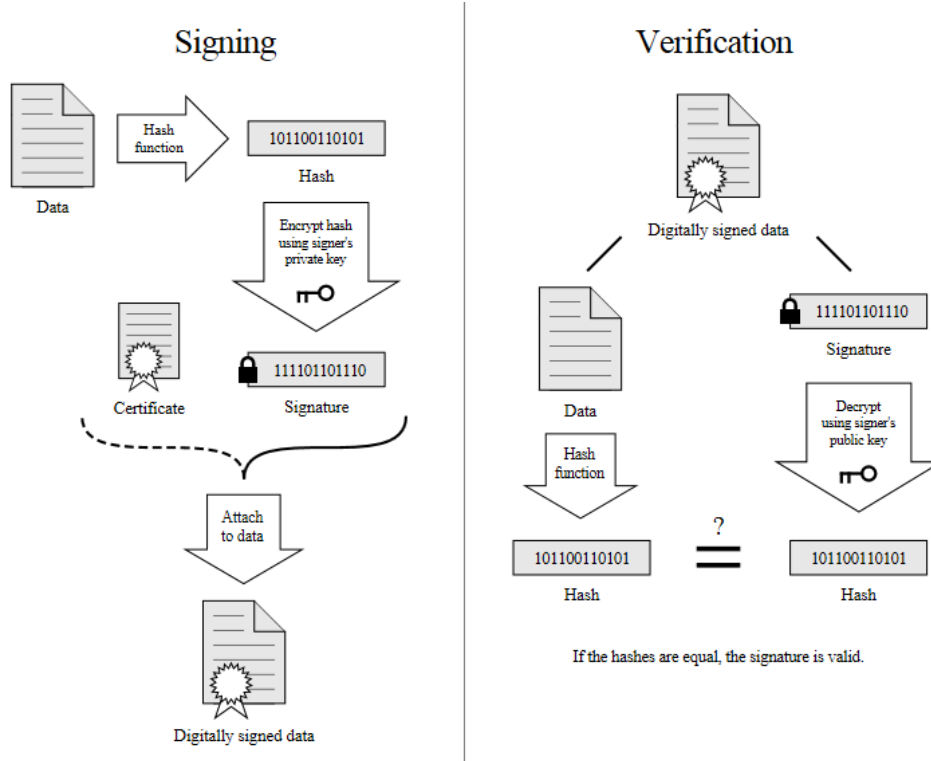 Signing
Hash
function
101100110101
Hash
Data
Encrypt hash
using signer's
private key
111101101110
Certificate
Signature
Attach
to data
Digitally signed data
Verification
Digitally signed data
111101101110
Signature
Data
Decrypt
using signer's
public key
Hash
function
?
101100110101
101100110101
Hash
Hash
If the hashes are equal, the signature is valid.